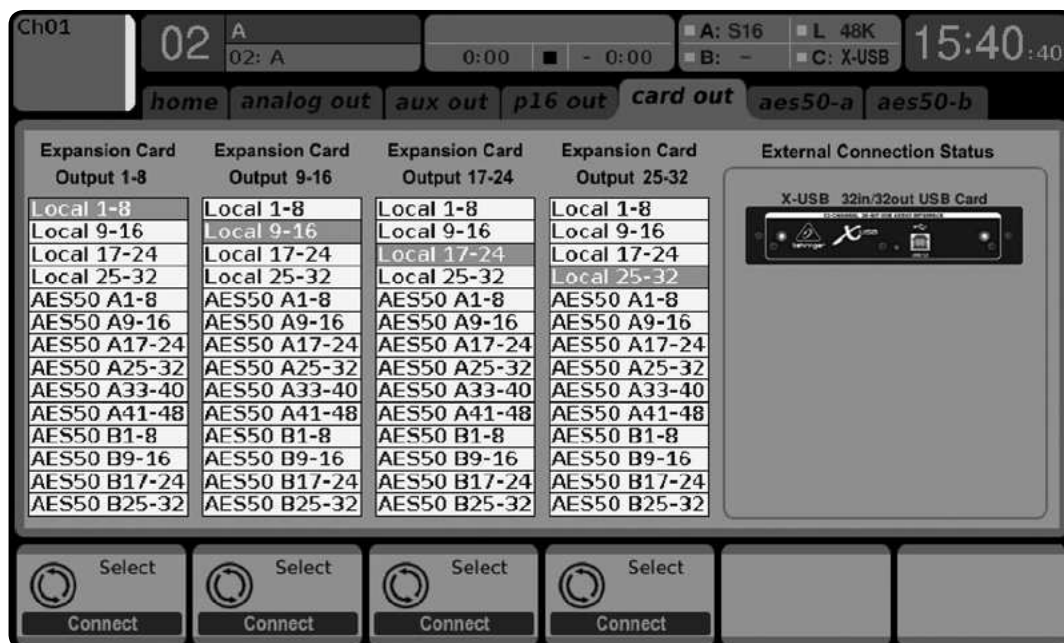 Ch01
02
A
02: A
0:00 - 0:00
A: S16
B: -
L 48K
C: X-USB
15:40:40
home
analog out
aux out
p16 out
card out
aes50-a
aes50-b
Expansion Card
Output 1-8
Local 1-8
Local 9-16
Local 17-24
Local 25-32
AES50 A1-8
AES50 A9-16
AES50 A17-24
AES50 A25-32
AES50 A33-40
AES50 A41-48
AES50 B1-8
AES50 B9-16
AES50 B17-24
AES50 B25-32
Expansion Card
Output 9-16
Local 1-8
Local 9-16
Local 17-24
Local 25-32
AES50 A1-8
AES50 A9-16
AES50 A17-24
AES50 A25-32
AES50 A33-40
AES50 A41-48
AES50 B1-8
AES50 B9-16
AES50 B17-24
AES50 B25-32
Expansion Card
Output 17-24
Local 1-8
Local 9-16
Local 17-24
Local 25-32
AES50 A1-8
AES50 A9-16
AES50 A17-24
AES50 A25-32
AES50 A33-40
AES50 A41-48
AES50 B1-8
AES50 B9-16
AES50 B17-24
AES50 B25-32
Expansion Card
Output 25-32
Local 1-8
Local 9-16
Local 17-24
Local 25-32
AES50 A1-8
AES50 A9-16
AES50 A17-24
AES50 A25-32
AES50 A33-40
AES50 A41-48
AES50 B1-8
AES50 B9-16
AES50 B17-24
AES50 B25-32
External Connection Status
X-USB 32in/32out USB Card
behringer
X-USB
Select
Connect
Select
Connect
Select
Connect
Select
Connect